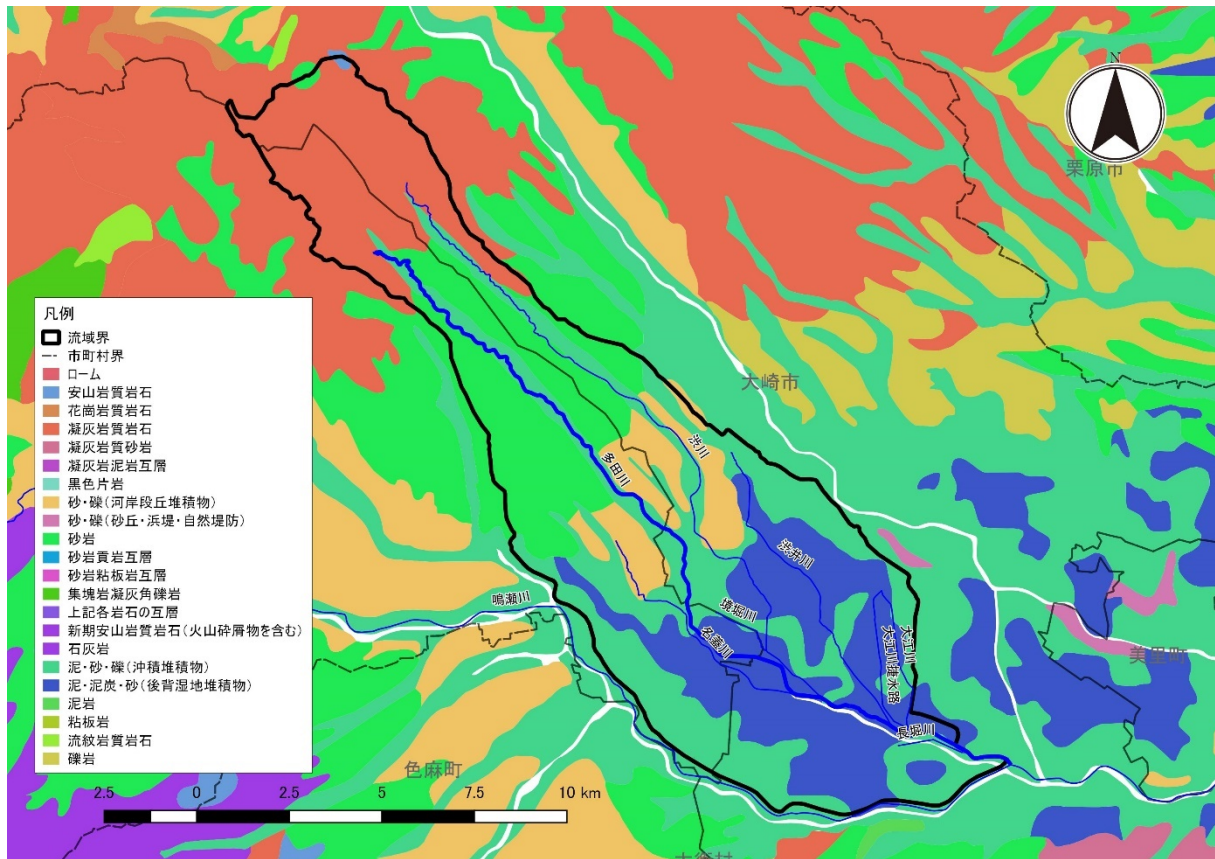 N
栗原市
大崎市
渋川
多田川
渋井川
鳴瀬川
境堀川
名蓋川
大江川
大江川捷水路
美里町
長堀川
色麻町
大衡村
凡例
流域界
市町村界
ローム
安山岩質岩石
花崗岩質岩石
凝灰岩質岩石
凝灰岩質砂岩
凝灰岩泥岩互層
黒色片岩
砂・礫(河岸段丘堆積物)
砂・礫(砂丘・浜堤・自然堤防)
砂岩
砂岩頁岩互層
砂岩粘板岩互層
集塊岩凝灰角礫岩
上記各岩石の互層
新期安山岩質岩石(火山砕屑物を含む)
石灰岩
泥・砂・礫(沖積堆積物)
泥・泥炭・砂(後背湿地堆積物)
泥岩
粘板岩
流紋岩質岩石
礫岩
2.5 0 2.5 5 7.5 10 km